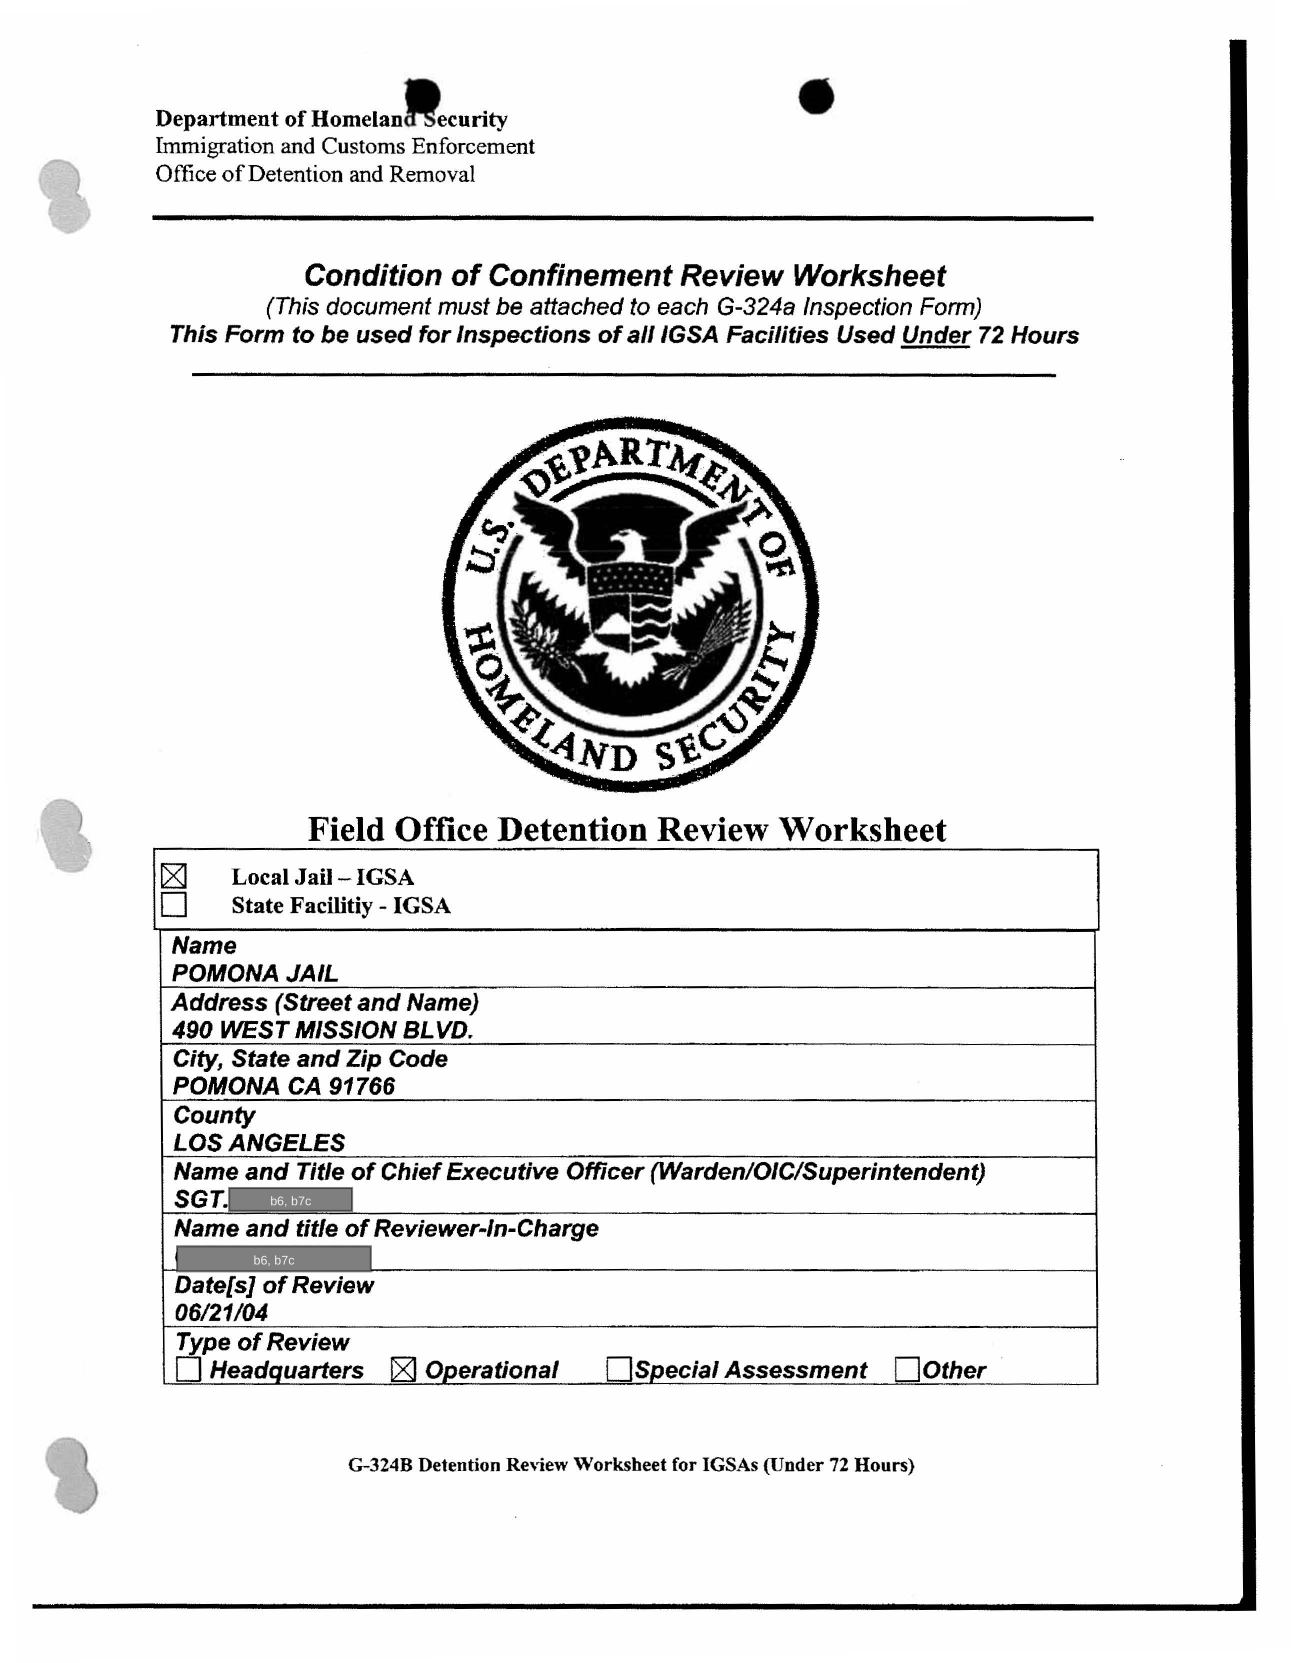 Department of Homeland Security
Immigration and Customs Enforcement
Office of Detention and Removal
Condition of Confinement Review Worksheet
(This document must be attached to each G-324a Inspection Form)
This Form to be used for Inspections of all IGSA Facilities Used Under 72 Hours
U.S. DEPARTMENT OF
HOMELAND SECURITY
Field Office Detention Review Worksheet
☒ Local Jail – IGSA
☐ State Facilitiy - IGSA
Name
POMONA JAIL
Address (Street and Name)
490 WEST MISSION BLVD.
City, State and Zip Code
POMONA CA 91766
County
LOS ANGELES
Name and Title of Chief Executive Officer (Warden/OIC/Superintendent)
SGT. b6, b7c
Name and title of Reviewer-In-Charge
b6, b7c
Date[s] of Review
06/21/04
Type of Review
☐ Headquarters ☒ Operational ☐ Special Assessment ☐ Other
G-324B Detention Review Worksheet for IGSAs (Under 72 Hours)